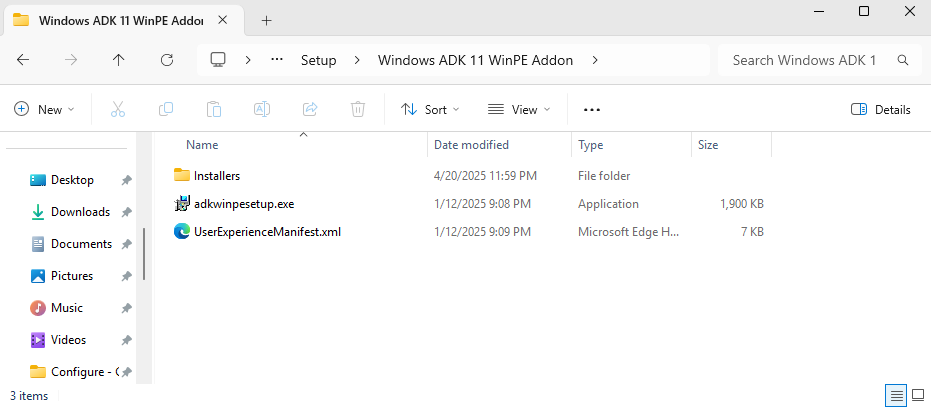 Windows ADK 11 WinPE Addon
Setup Windows ADK 11 WinPE Addon Search Windows ADK 1
New Sort View Details
Name Date modified Type Size
Desktop
Downloads
Documents
Pictures
Music
Videos
Configure - C
Installers 4/20/2025 11:59 PM File folder
adkwinpesetup.exe 1/12/2025 9:08 PM Application 1,900 KB
UserExperienceManifest.xml 1/12/2025 9:09 PM Microsoft Edge H... 7 KB
3 items